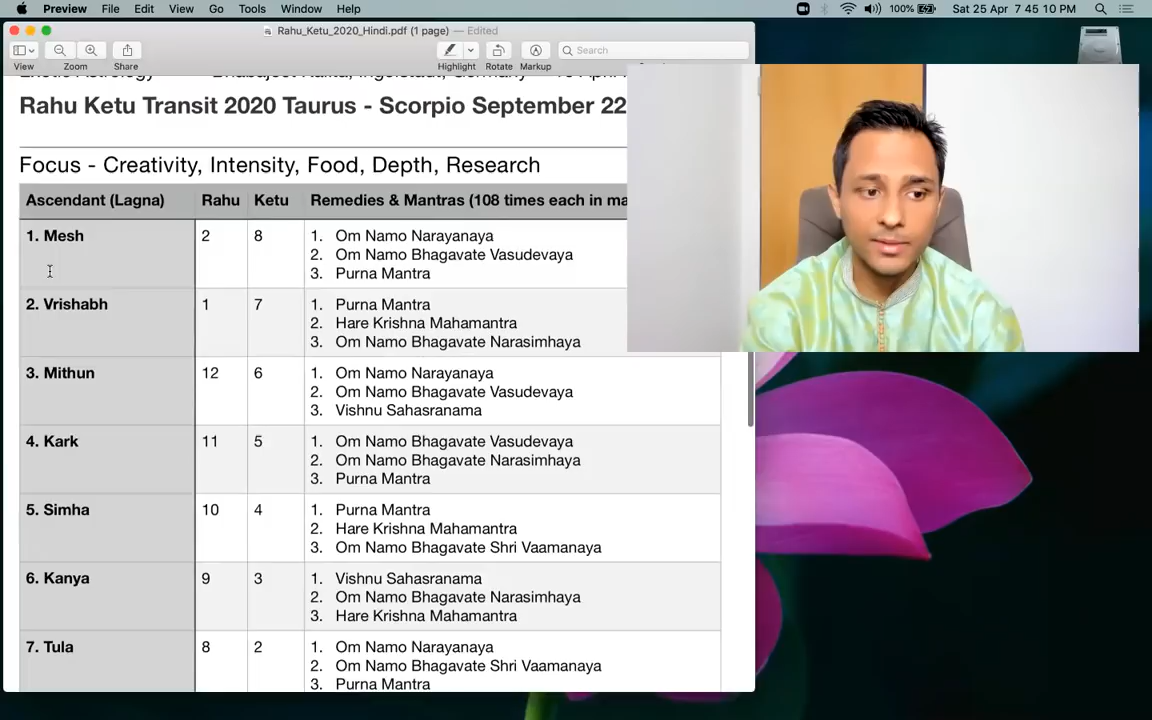 Preview File Edit View Go Tools Window Help 100% Sat 25 Apr 7 45 10 PM
Rahu_Ketu_2020_Hindi.pdf (1 page) — Edited
Search
View Zoom Share Highlight Rotate Markup
Rahu Ketu Transit 2020 Taurus - Scorpio September 22
Focus - Creativity, Intensity, Food, Depth, Research
Ascendant (Lagna) Rahu Ketu Remedies & Mantras (108 times each in ma
1. Mesh 2 8 1. Om Namo Narayanaya
2. Om Namo Bhagavate Vasudevaya
3. Purna Mantra
2. Vrishabh 1 7 1. Purna Mantra
2. Hare Krishna Mahamantra
3. Om Namo Bhagavate Narasimhaya
3. Mithun 12 6 1. Om Namo Narayanaya
2. Om Namo Bhagavate Vasudevaya
3. Vishnu Sahasranama
4. Kark 11 5 1. Om Namo Bhagavate Vasudevaya
2. Om Namo Bhagavate Narasimhaya
3. Purna Mantra
5. Simha 10 4 1. Purna Mantra
2. Hare Krishna Mahamantra
3. Om Namo Bhagavate Shri Vaamanaya
6. Kanya 9 3 1. Vishnu Sahasranama
2. Om Namo Bhagavate Narasimhaya
3. Hare Krishna Mahamantra
7. Tula 8 2 1. Om Namo Narayanaya
2. Om Namo Bhagavate Shri Vaamanaya
3. Purna Mantra